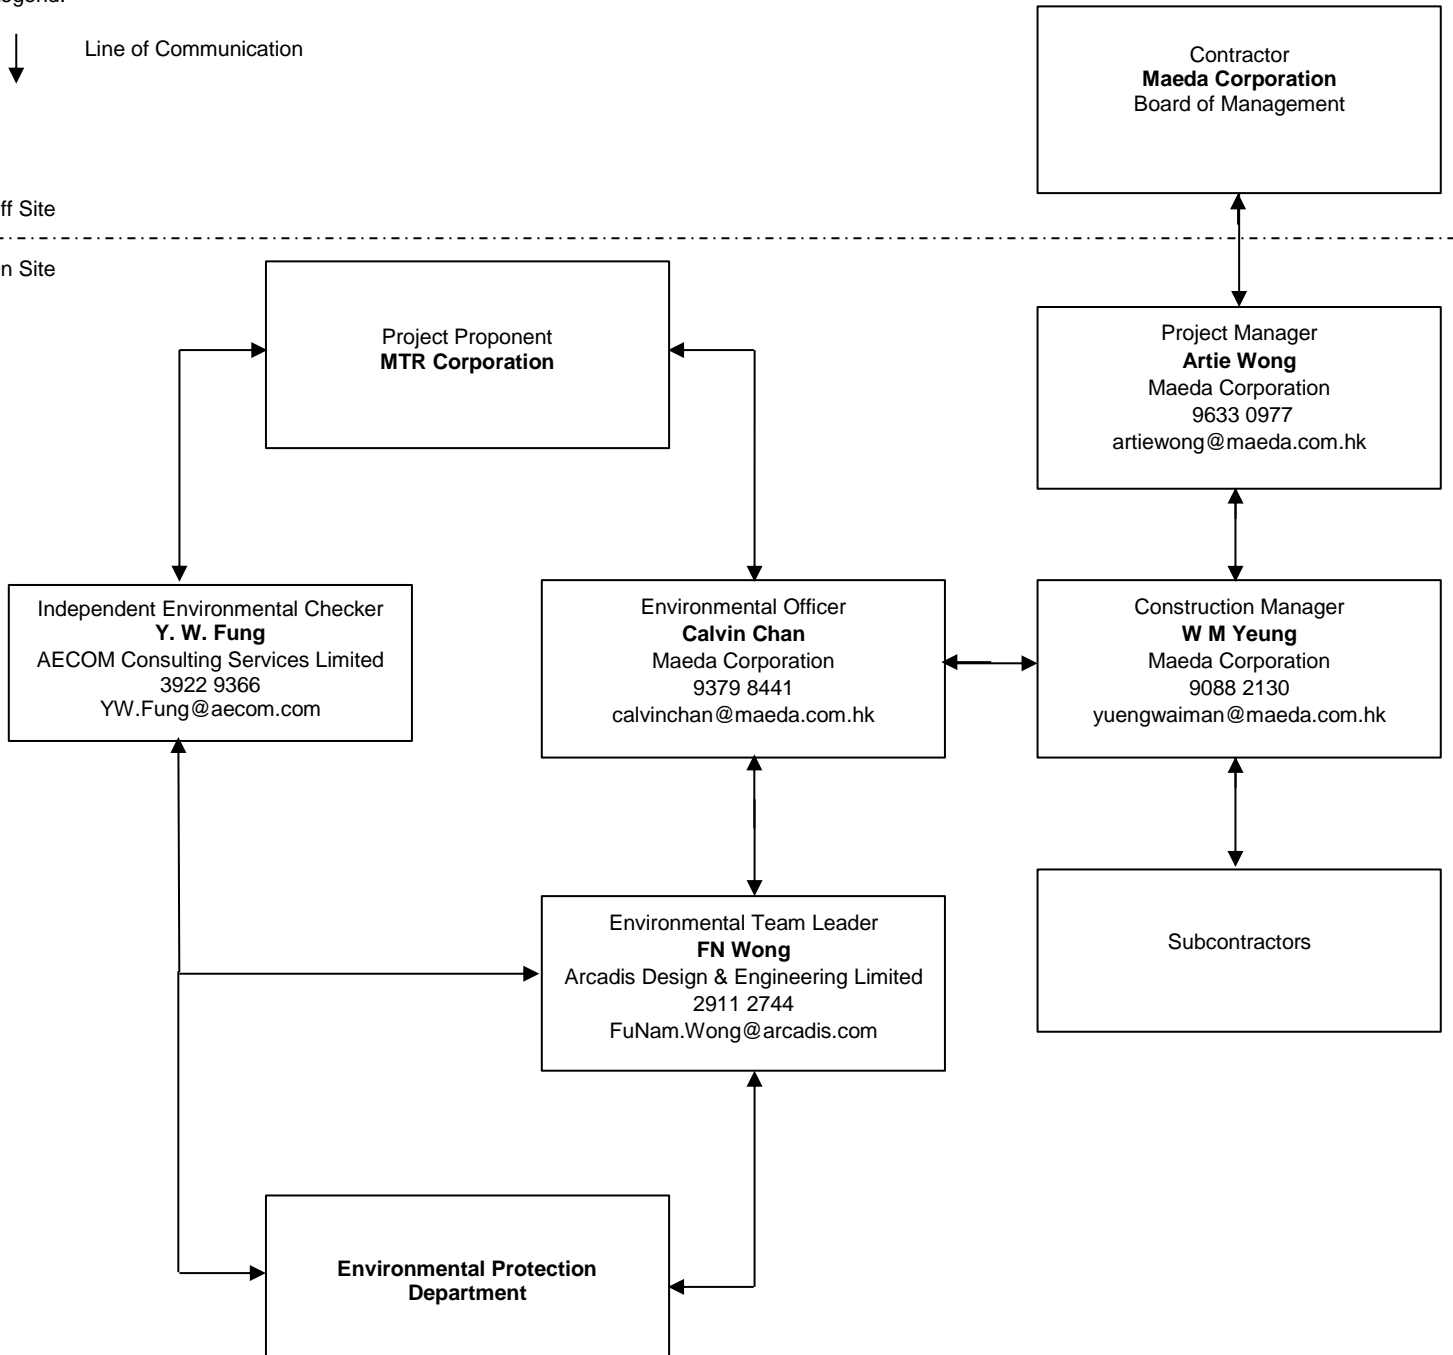 egend:
Line of Communication
Contractor
Maeda Corporation
Board of Management
ff Site
n Site
Project Proponent
MTR Corporation
Project Manager
Artie Wong
Maeda Corporation
9633 0977
artiewong@maeda.com.hk
Independent Environmental Checker
Y. W. Fung
AECOM Consulting Services Limited
3922 9366
YW.Fung@aecom.com
Environmental Officer
Calvin Chan
Maeda Corporation
9379 8441
calvinchan@maeda.com.hk
Construction Manager
W M Yeung
Maeda Corporation
9088 2130
yuengwaiman@maeda.com.hk
Environmental Team Leader
FN Wong
Arcadis Design & Engineering Limited
2911 2744
FuNam.Wong@arcadis.com
Subcontractors
Environmental Protection
Department